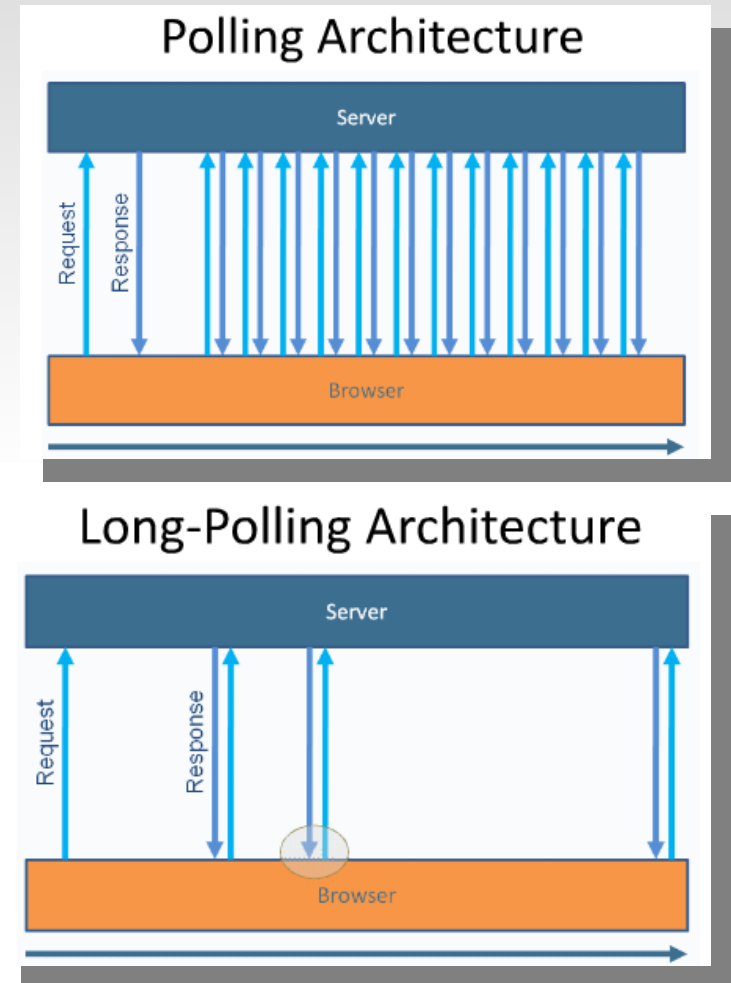 Polling Architecture
Server
Request
Response
Browser
Long-Polling Architecture
Server
Request
Response
Browser